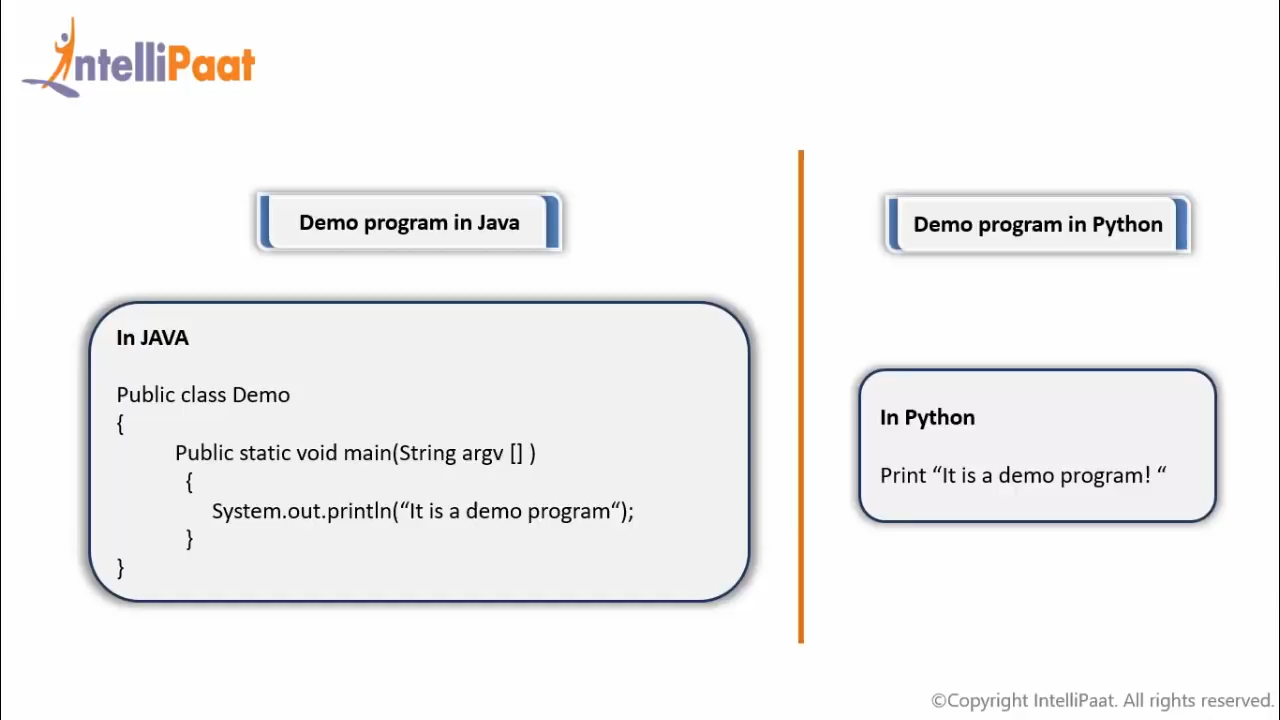 IntelliPaat
Demo program in Java
In JAVA
Public class Demo
{
Public static void main(String argv [] )
{
System.out.println(“It is a demo program“);
}
}
Demo program in Python
In Python
Print “It is a demo program! “
©Copyright IntelliPaat. All rights reserved.